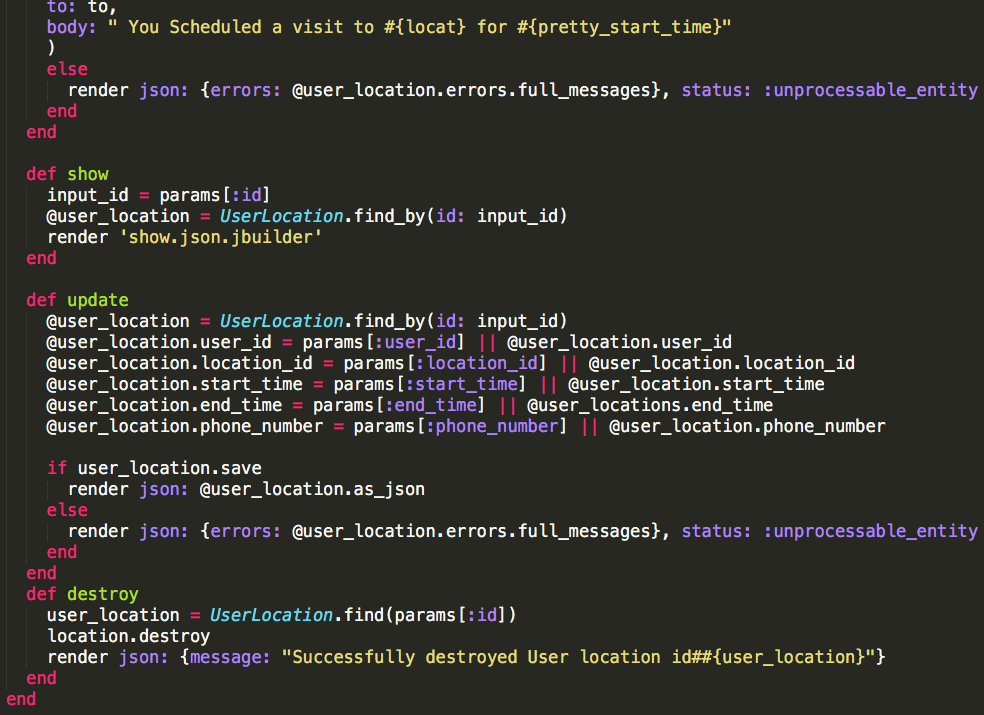 to: to,
body: " You Scheduled a visit to #{locat} for #{pretty_start_time}"
)
else
render json: {errors: @user_location.errors.full_messages}, status: :unprocessable_entity
end
end
def show
input_id = params[:id]
@user_location = UserLocation.find_by(id: input_id)
render 'show.json.jbuilder'
end
def update
@user_location = UserLocation.find_by(id: input_id)
@user_location.user_id = params[:user_id] || @user_location.user_id
@user_location.location_id = params[:location_id] || @user_location.location_id
@user_location.start_time = params[:start_time] || @user_location.start_time
@user_location.end_time = params[:end_time] || @user_locations.end_time
@user_location.phone_number = params[:phone_number] || @user_location.phone_number
if user_location.save
render json: @user_location.as_json
else
render json: {errors: @user_location.errors.full_messages}, status: :unprocessable_entity
end
end
def destroy
user_location = UserLocation.find(params[:id])
location.destroy
render json: {message: "Successfully destroyed User location id##{user_location}"}
end
end